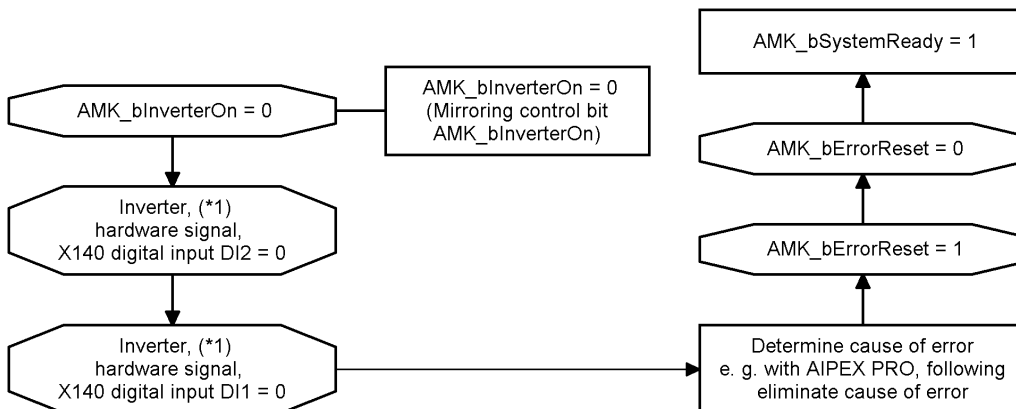 AMK_bInverterOn = 0
AMK_bInverterOn = 0
(Mirroring control bit
AMK_bInverterOn)
Inverter, (*1)
hardware signal,
X140 digital input DI2 = 0
Inverter, (*1)
hardware signal,
X140 digital input DI1 = 0
Determine cause of error
e. g. with AIPEX PRO, following
eliminate cause of error
AMK_bErrorReset = 1
AMK_bErrorReset = 0
AMK_bSystemReady = 1